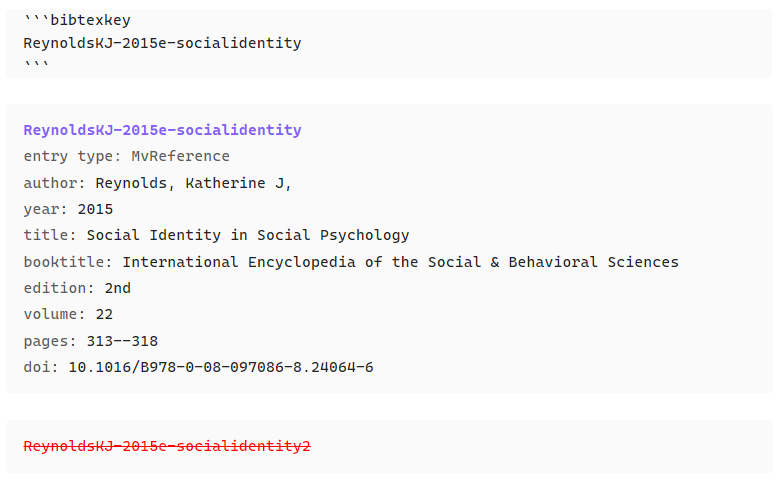 ```bibtexkey
ReynoldsKJ-2015e-socialidentity
```
ReynoldsKJ-2015e-socialidentity
entry type: MvReference
author: Reynolds, Katherine J,
year: 2015
title: Social Identity in Social Psychology
booktitle: International Encyclopedia of the Social & Behavioral Sciences
edition: 2nd
volume: 22
pages: 313--318
doi: 10.1016/B978-0-08-097086-8.24064-6
ReynoldsKJ-2015e-socialidentity2